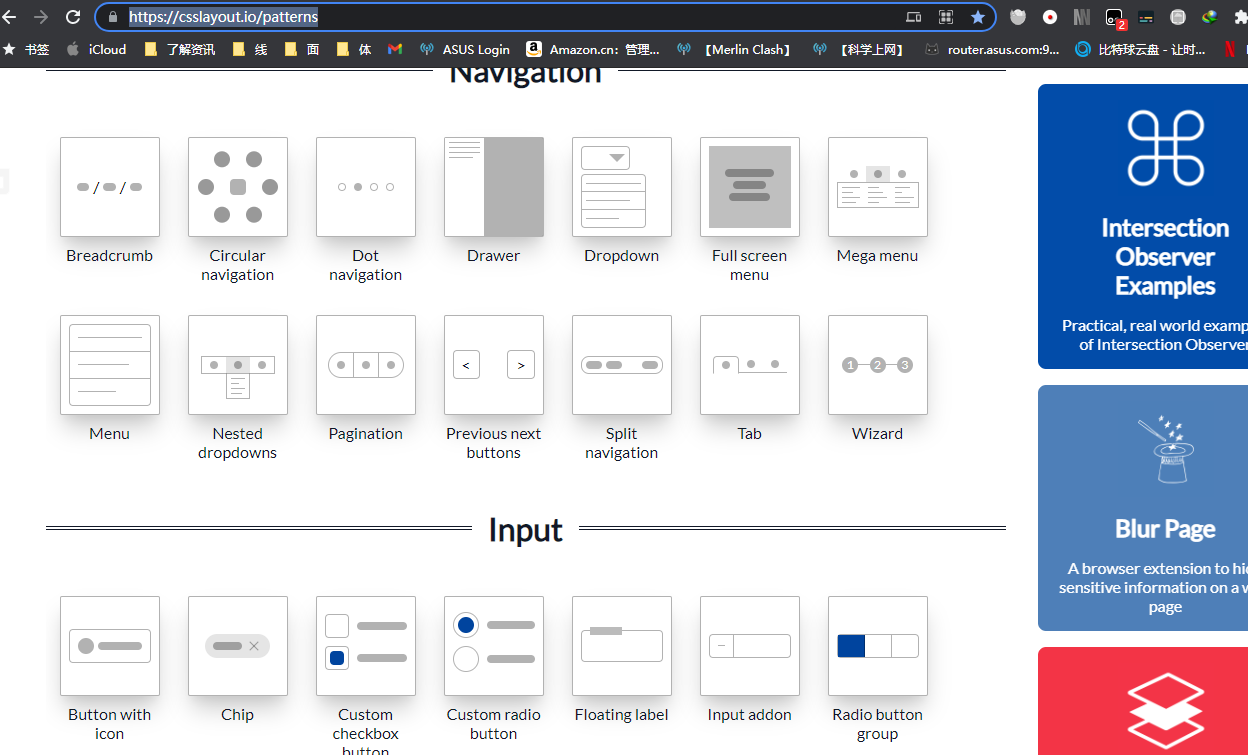 https://csslayout.io/patterns
2
书签 iCloud 了解资讯 线 面 体 ASUS Login Amazon.cn：管理... 【Merlin Clash】 【科学上网】 router.asus.com:9... 比特球云盘 - 让时...
Navigation
Breadcrumb
Circular
navigation
Dot
navigation
Drawer
Dropdown
Full screen
menu
Mega menu
< >
1 2 3
Menu
Nested
dropdowns
Pagination
Previous next
buttons
Split
navigation
Tab
Wizard
Input
Button with
icon
Chip
Custom
checkbox
button
Custom radio
button
Floating label
Input addon
Radio button
group
Intersection
Observer
Examples
Practical, real world examp
of Intersection Observer
Blur Page
A browser extension to hi
sensitive information on a w
page